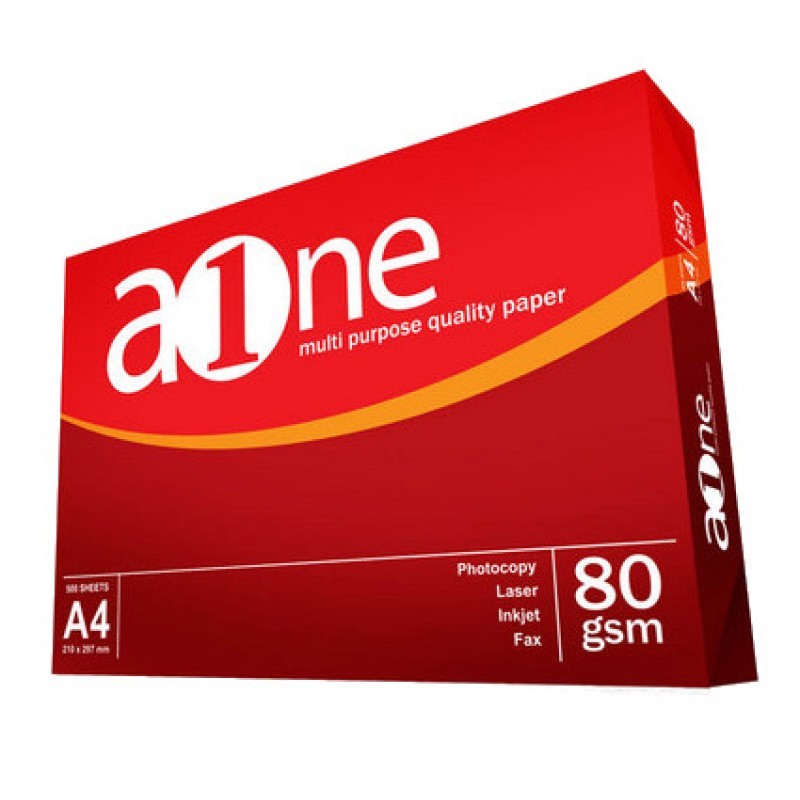 a1ne
multi purpose quality paper
500 SHEETS
A4
210 x 297 mm
Photocopy
Laser
Inkjet
Fax
80
gsm
A4/80
gsm
a1ne